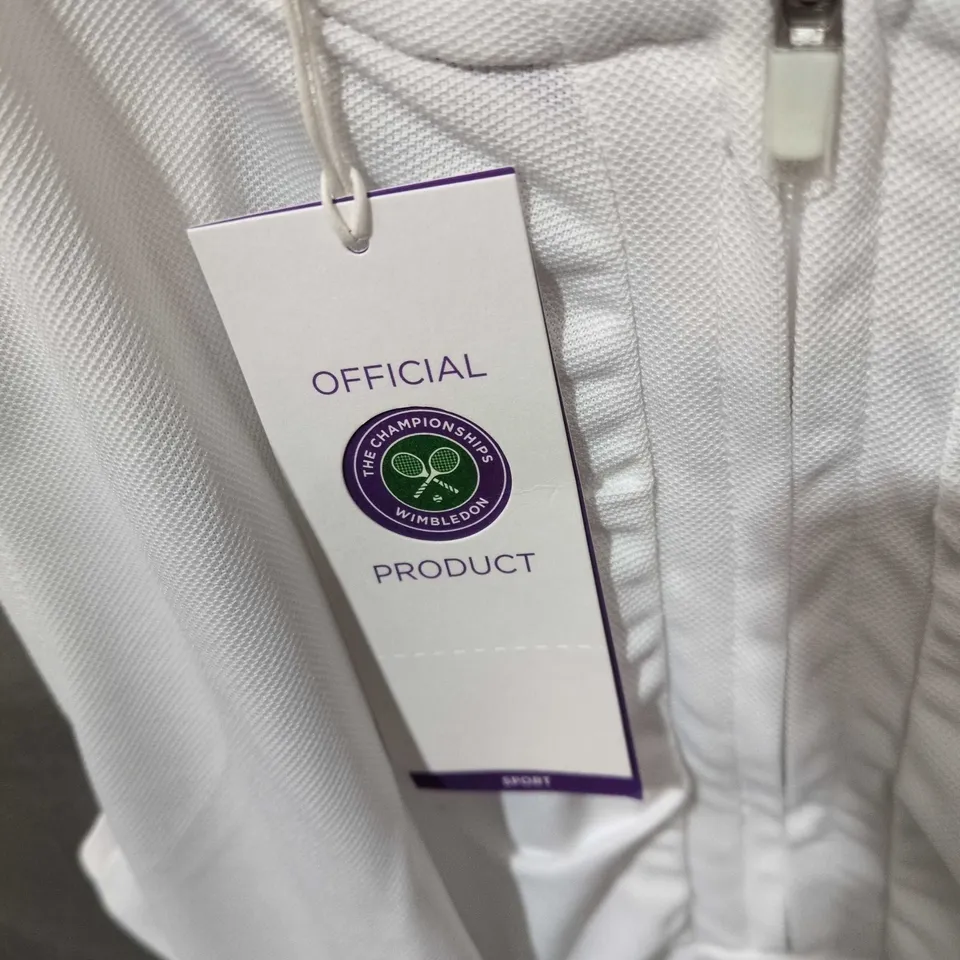 OFFICIAL
THE CHAMPIONSHIPS
WIMBLEDON
PRODUCT
SPORT